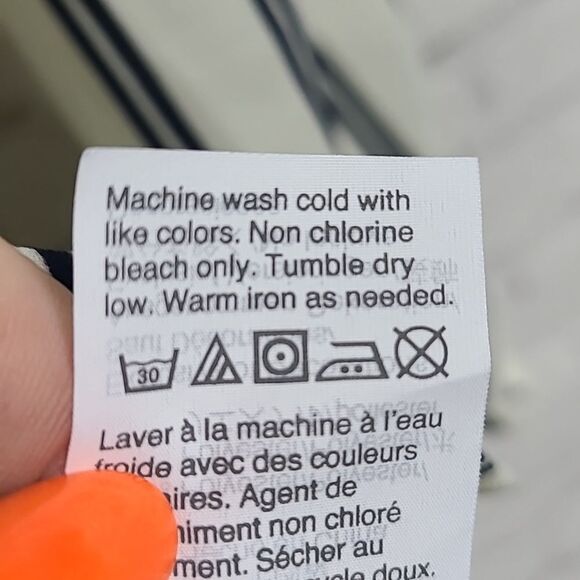 Machine wash cold with
like colors. Non chlorine
bleach only. Tumble dry
low. Warm iron as needed.
30
Laver à la machine à l'eau
froide avec des couleurs
Agent de
non chloré
Sécher au
doux.